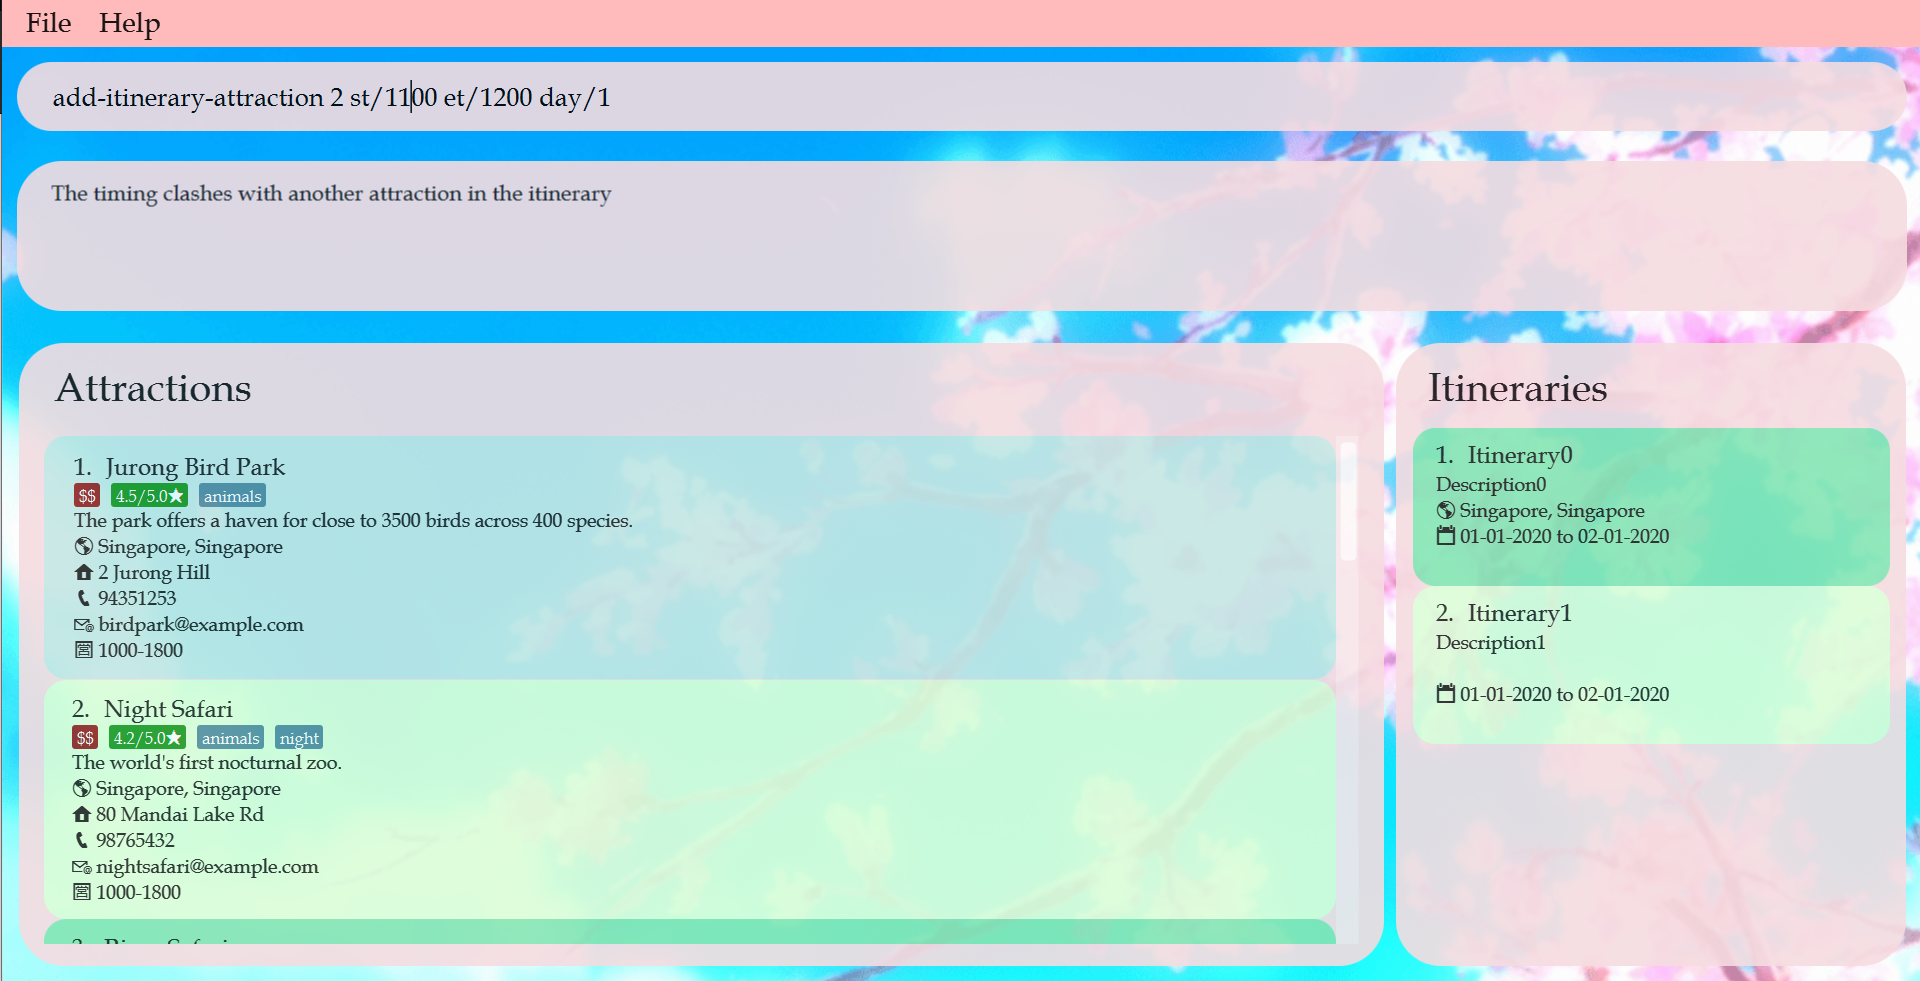 File Help
add-itinerary-attraction 2 st/1100 et/1200 day/1
The timing clashes with another attraction in the itinerary
Attractions
1. Jurong Bird Park
$$ 4.5/5.0★ animals
The park offers a haven for close to 3500 birds across 400 species.
Singapore, Singapore
2 Jurong Hill
94351253
birdpark@example.com
1000-1800
2. Night Safari
$$ 4.2/5.0★ animals night
The world's first nocturnal zoo.
Singapore, Singapore
80 Mandai Lake Rd
98765432
nightsafari@example.com
1000-1800
Itineraries
1. Itinerary0
Description0
Singapore, Singapore
01-01-2020 to 02-01-2020
2. Itinerary1
Description1
01-01-2020 to 02-01-2020